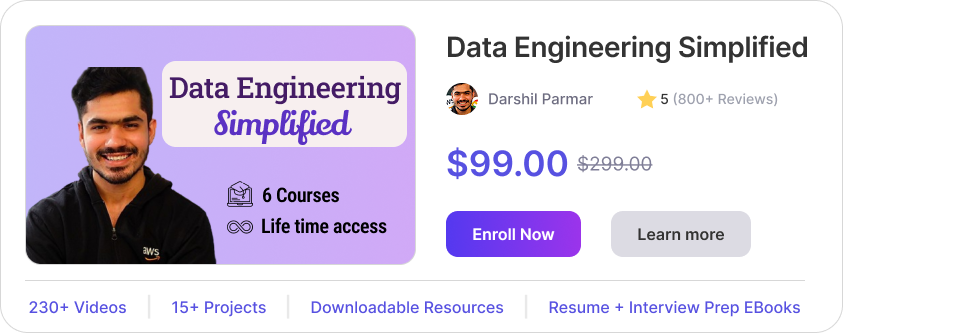 Data Engineering
Simplified
6 Courses
Life time access
aws
Data Engineering Simplified
Darshil Parmar
5 (800+ Reviews)
$99.00 $299.00
Enroll Now
Learn more
230+ Videos
15+ Projects
Downloadable Resources
Resume + Interview Prep EBooks